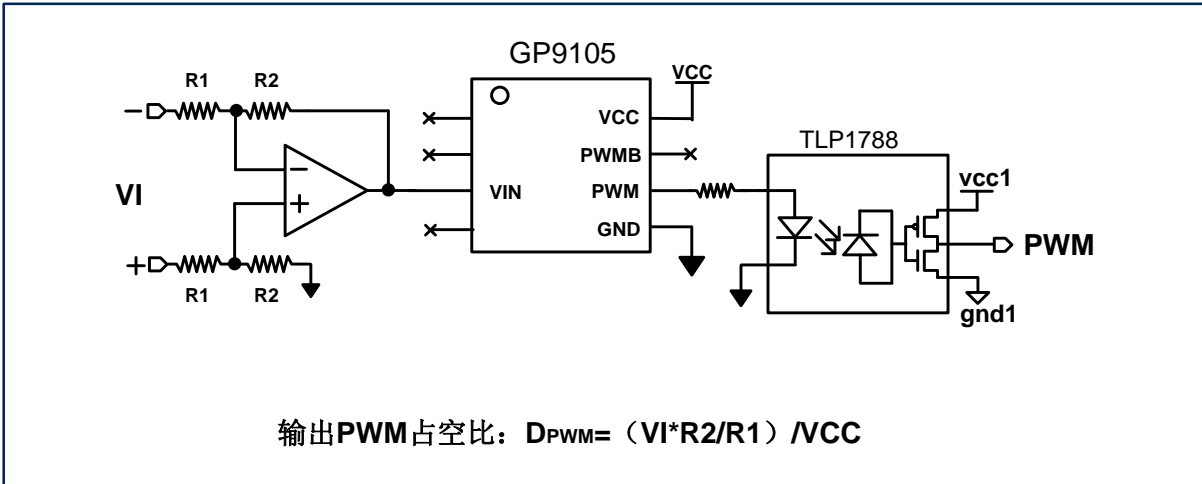 GP9105
R1
R2
VCC
−
VCC
TLP1788
PWMB
−
vcc1
VI
VIN
PWM
PWM
+
GND
+
R1
R2
gnd1
输出PWM占空比：DPWM=（VI*R2/R1）/VCC